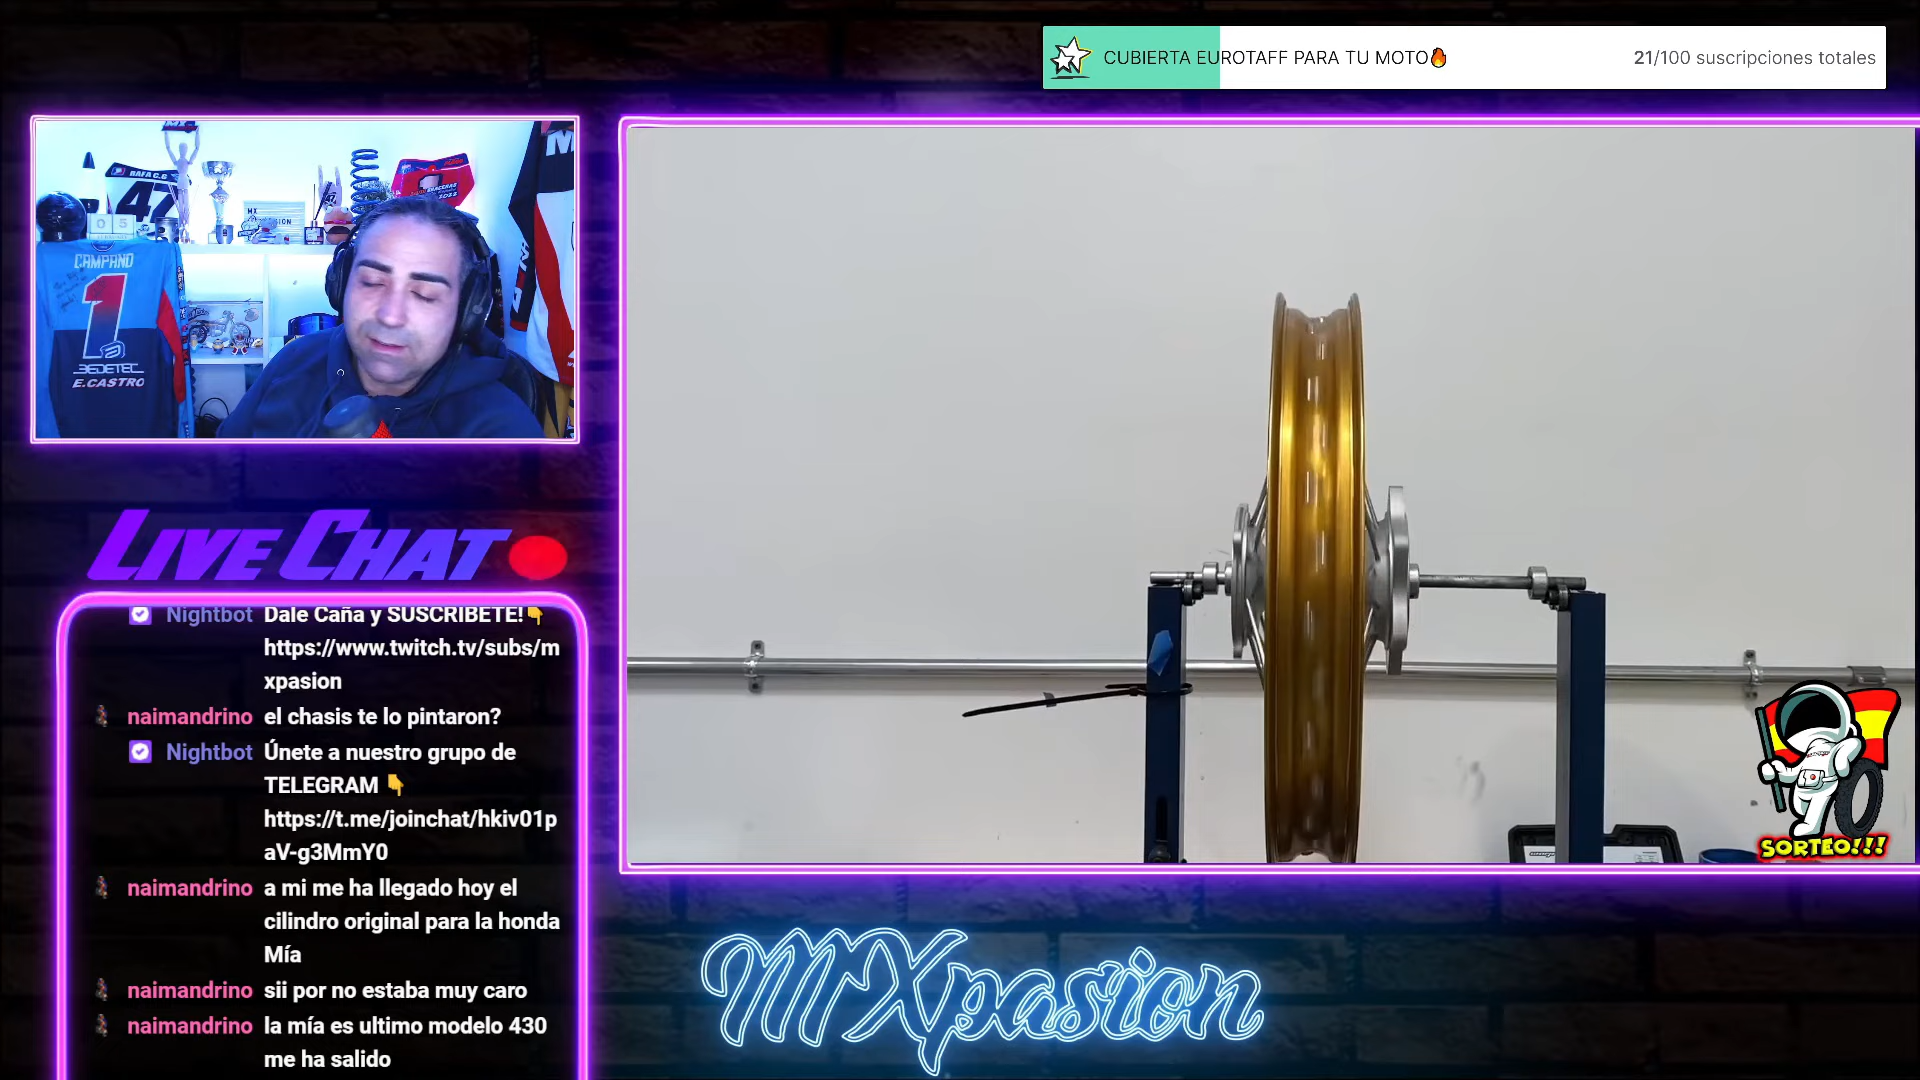 CUBIERTA EUROTAFF PARA TU MOTO🔥 21/100 suscripciones totales
RAFA C.G
47
05
CAMPANO
1
E.CASTRO
LIVE CHAT
Nightbot Dale Caña y SUSCRIBETE!👇
https://www.twitch.tv/subs/m
xpasion
naimandrino el chasis te lo pintaron?
Nightbot Únete a nuestro grupo de
TELEGRAM 👇
https://t.me/joinchat/hkiv01p
aV-g3MmY0
naimandrino a mi me ha llegado hoy el
cilindro original para la honda
Mía
naimandrino sii por no estaba muy caro
naimandrino la mía es ultimo modelo 430
me ha salido
SORTEO!!!
MXpasion